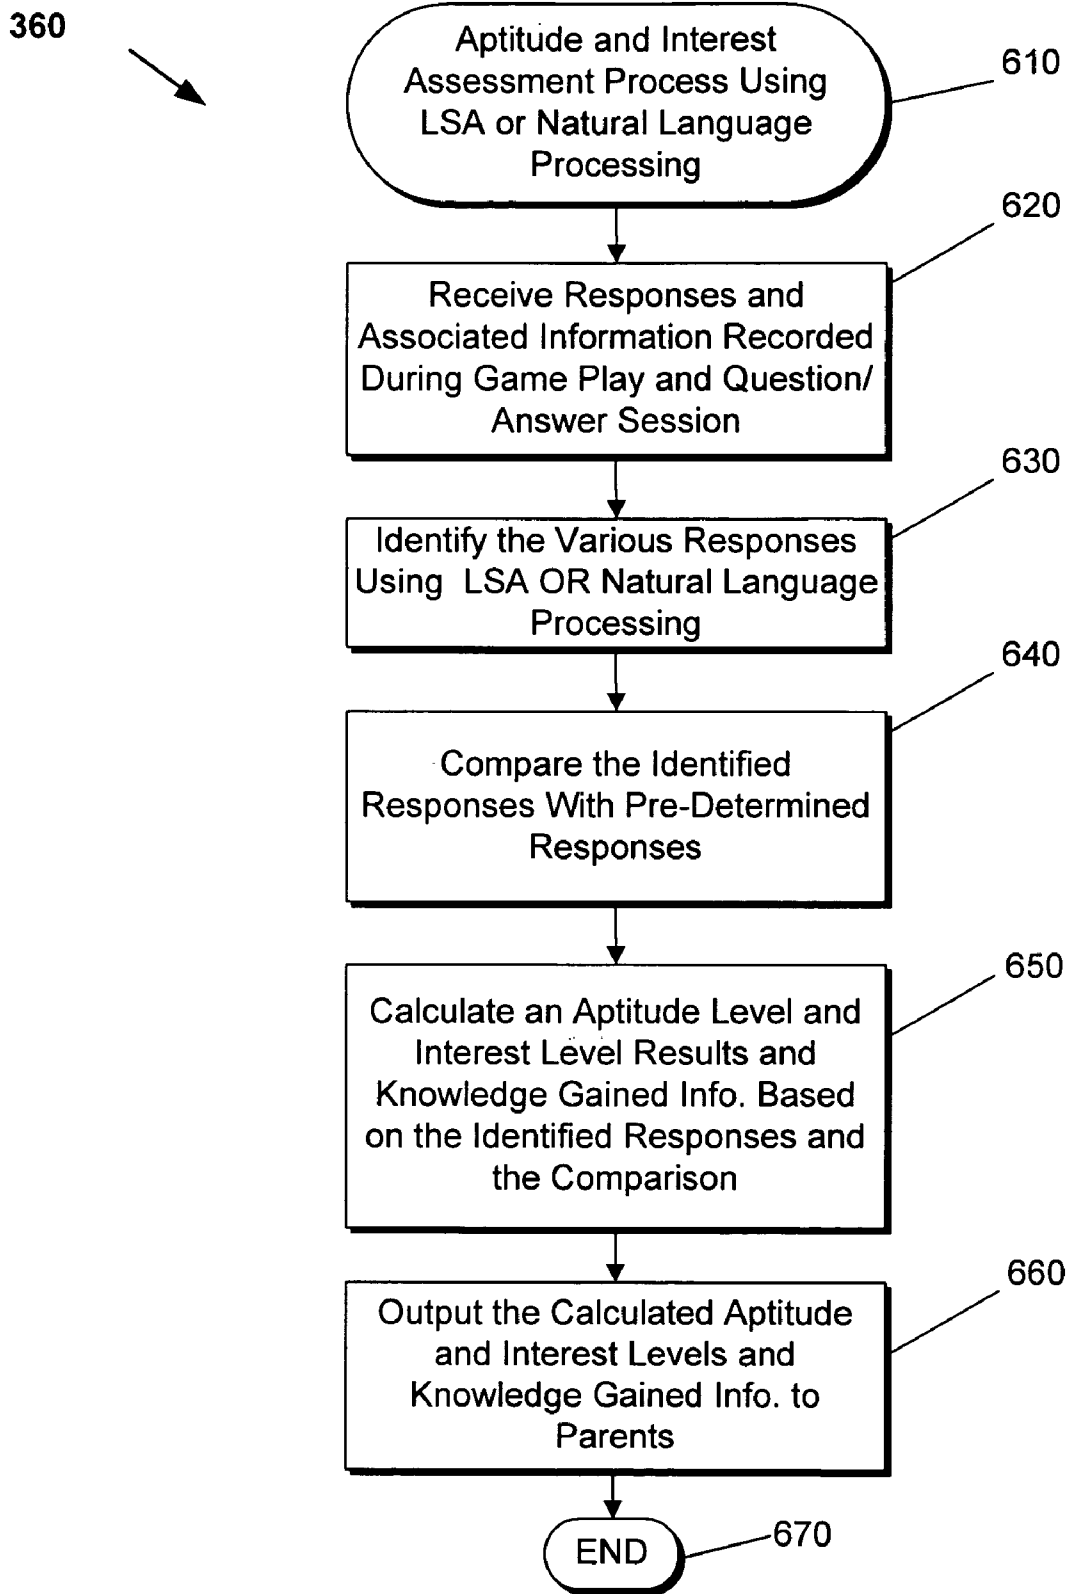 360
Aptitude and Interest
Assessment Process Using
LSA or Natural Language
Processing
610
620
Receive Responses and
Associated Information Recorded
During Game Play and Question/
Answer Session
630
Identify the Various Responses
Using LSA OR Natural Language
Processing
640
Compare the Identified
Responses With Pre-Determined
Responses
650
Calculate an Aptitude Level and
Interest Level Results and
Knowledge Gained Info. Based
on the Identified Responses and
the Comparison
660
Output the Calculated Aptitude
and Interest Levels and
Knowledge Gained Info. to
Parents
END
670